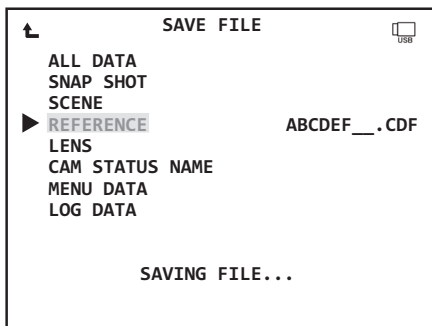 SAVE FILE
USB
ALL DATA
SNAP SHOT
SCENE
REFERENCE ABCDEF__.CDF
LENS
CAM STATUS NAME
MENU DATA
LOG DATA
SAVING FILE...